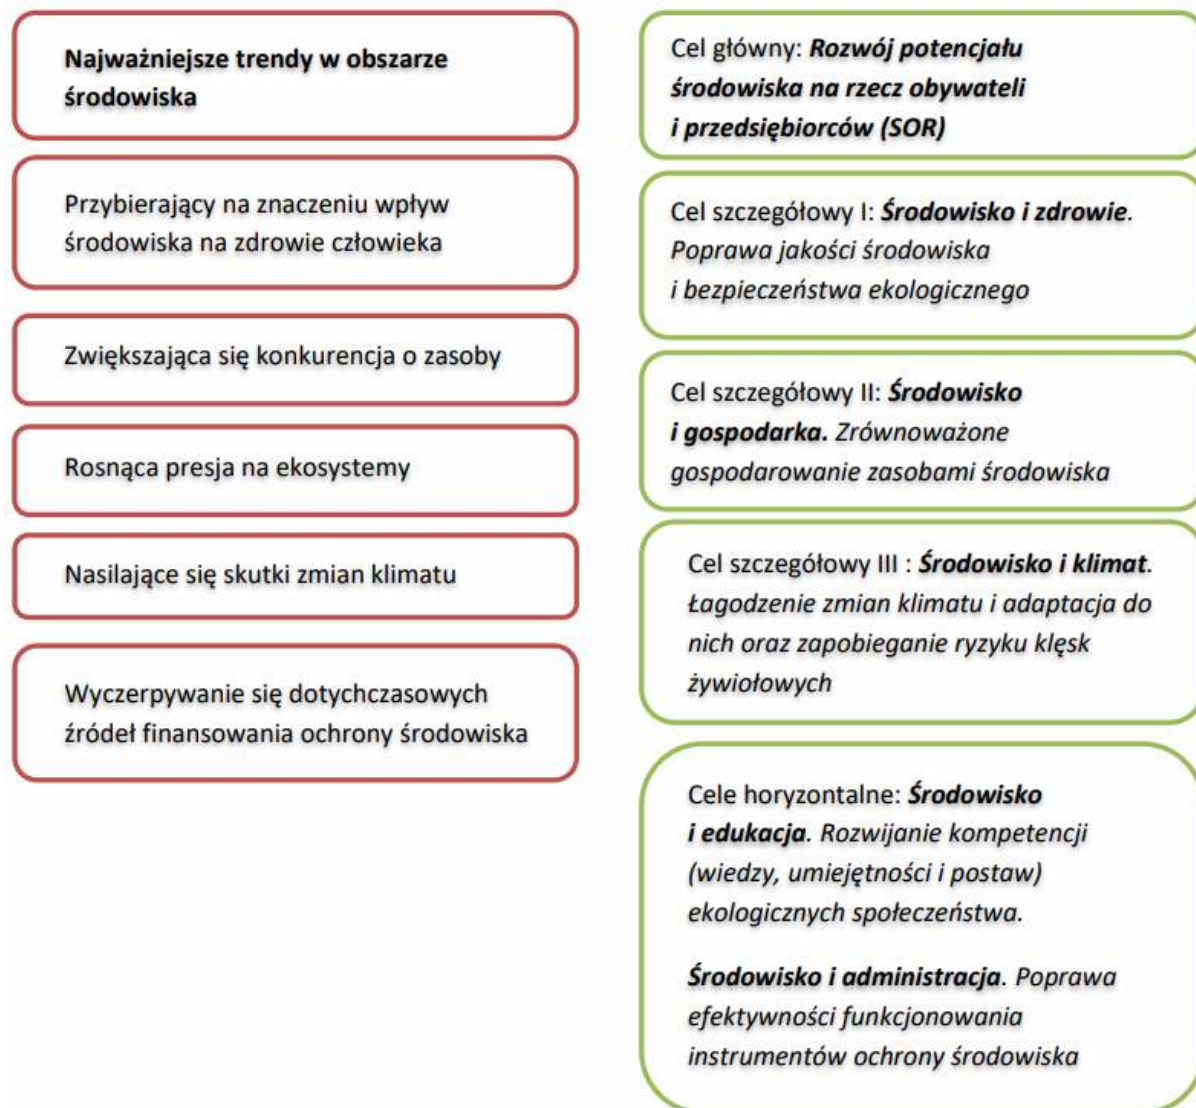 Najważniejsze trendy w obszarze
środowiska
Przybierający na znaczeniu wpływ
środowiska na zdrowie człowieka
Zwiększająca się konkurencja o zasoby
Rosnąca presja na ekosystemy
Nasilające się skutki zmian klimatu
Wyczerpywanie się dotychczasowych
źródeł finansowania ochrony środowiska
Cel główny: Rozwój potencjału
środowiska na rzecz obywateli
i przedsiębiorców (SOR)
Cel szczegółowy I: Środowisko i zdrowie.
Poprawa jakości środowiska
i bezpieczeństwa ekologicznego
Cel szczegółowy II: Środowisko
i gospodarka. Zrównoważone
gospodarowanie zasobami środowiska
Cel szczegółowy III : Środowisko i klimat.
Łagodzenie zmian klimatu i adaptacja do
nich oraz zapobieganie ryzyku klęsk
żywiołowych
Cele horyzontalne: Środowisko
i edukacja. Rozwijanie kompetencji
(wiedzy, umiejętności i postaw)
ekologicznych społeczeństwa.
Środowisko i administracja. Poprawa
efektywności funkcjonowania
instrumentów ochrony środowiska